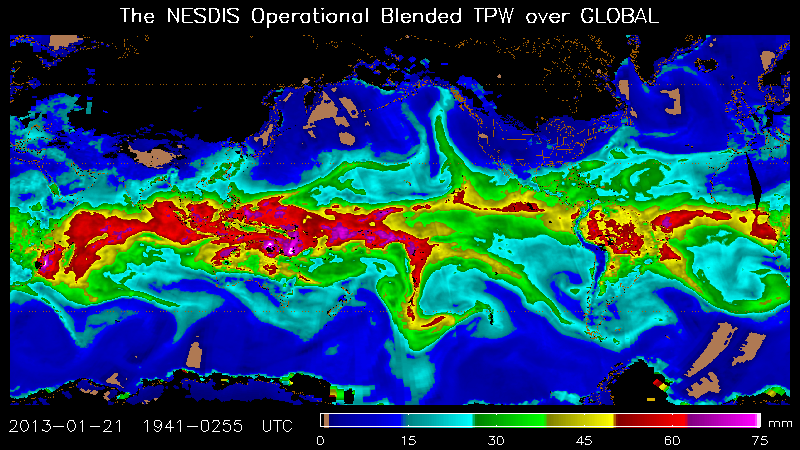 The NESDIS Operational Blended TPW over GLOBAL
2013-01-21 1941-0255 UTC
mm
0 15 30 45 60 75